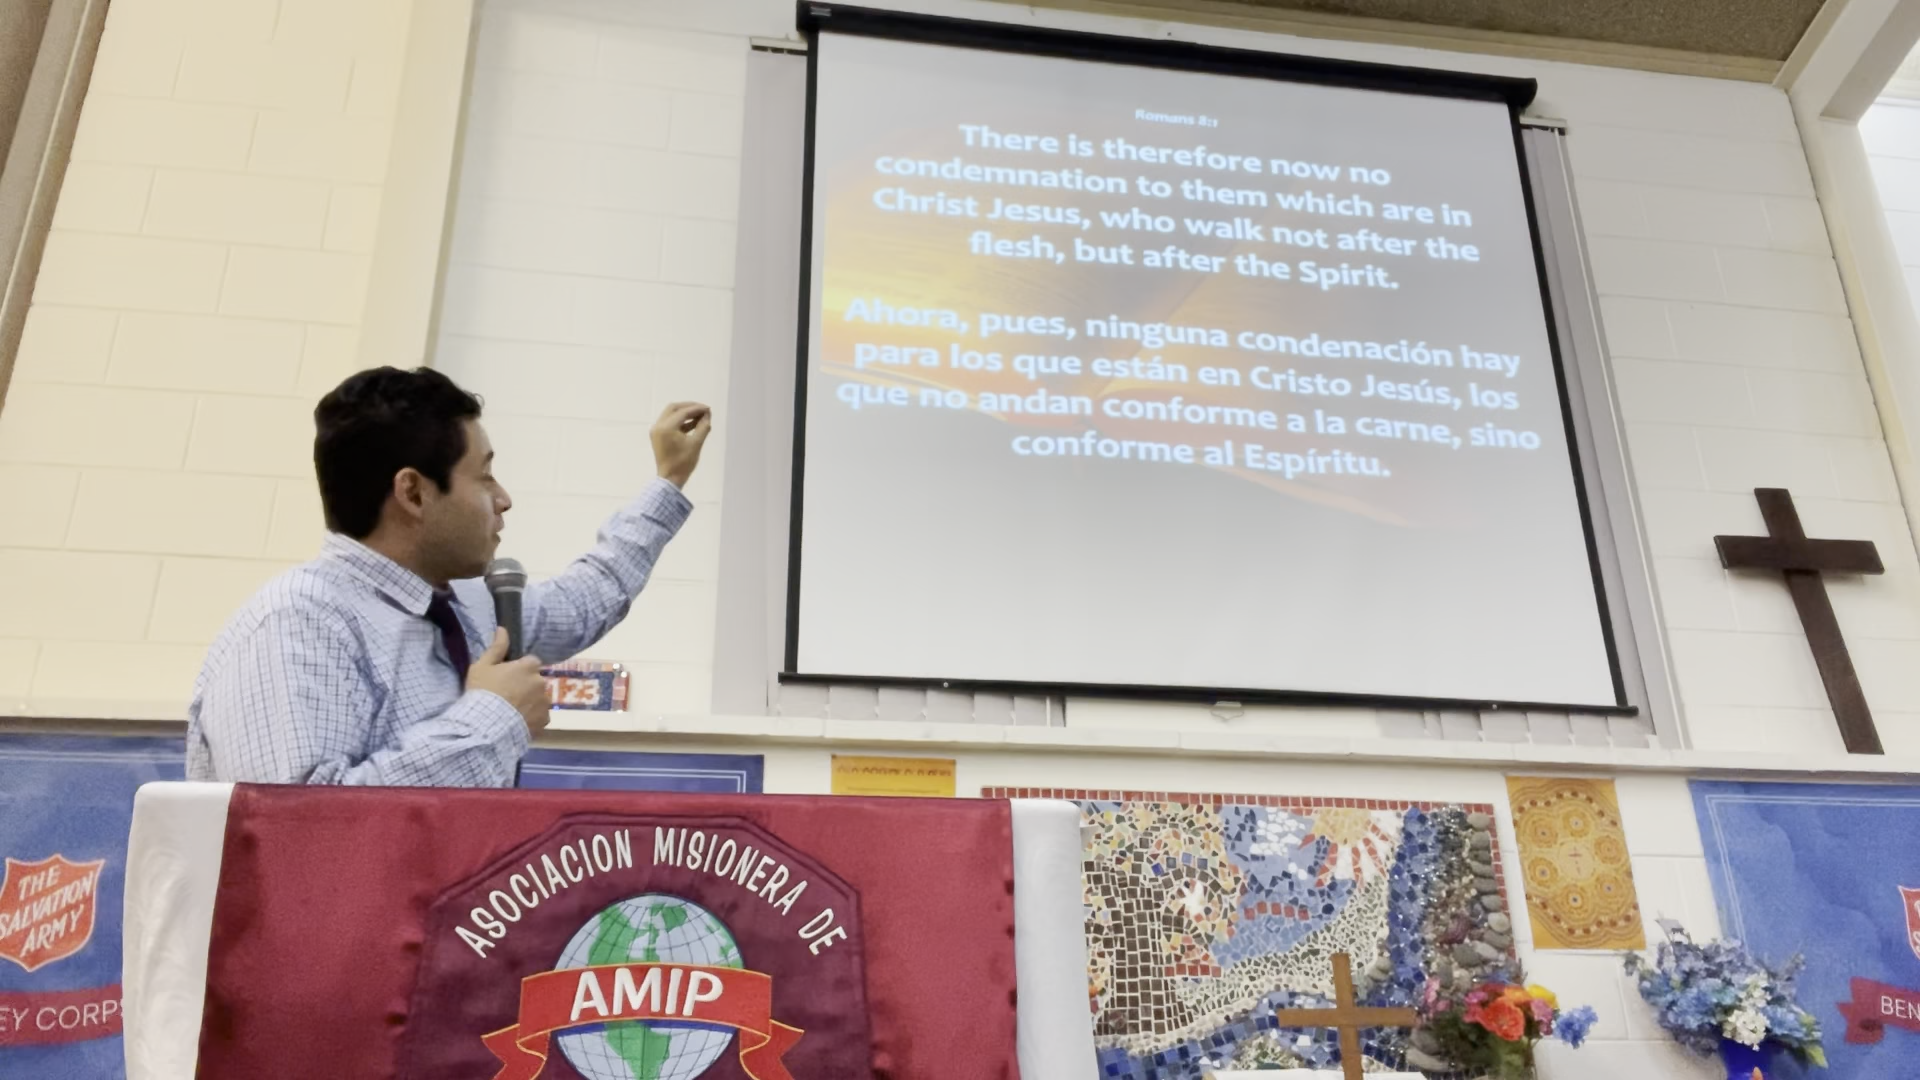 Romans 8:1
There is therefore now no
condemnation to them which are in
Christ Jesus, who walk not after the
flesh, but after the Spirit.
Ahora, pues, ninguna condenación hay
para los que están en Cristo Jesús, los
que no andan conforme a la carne, sino
conforme al Espíritu.
123
THE
SALVATION
ARMY
EY CORPS
ASOCIACION MISIONERA DE
AMIP
BEN